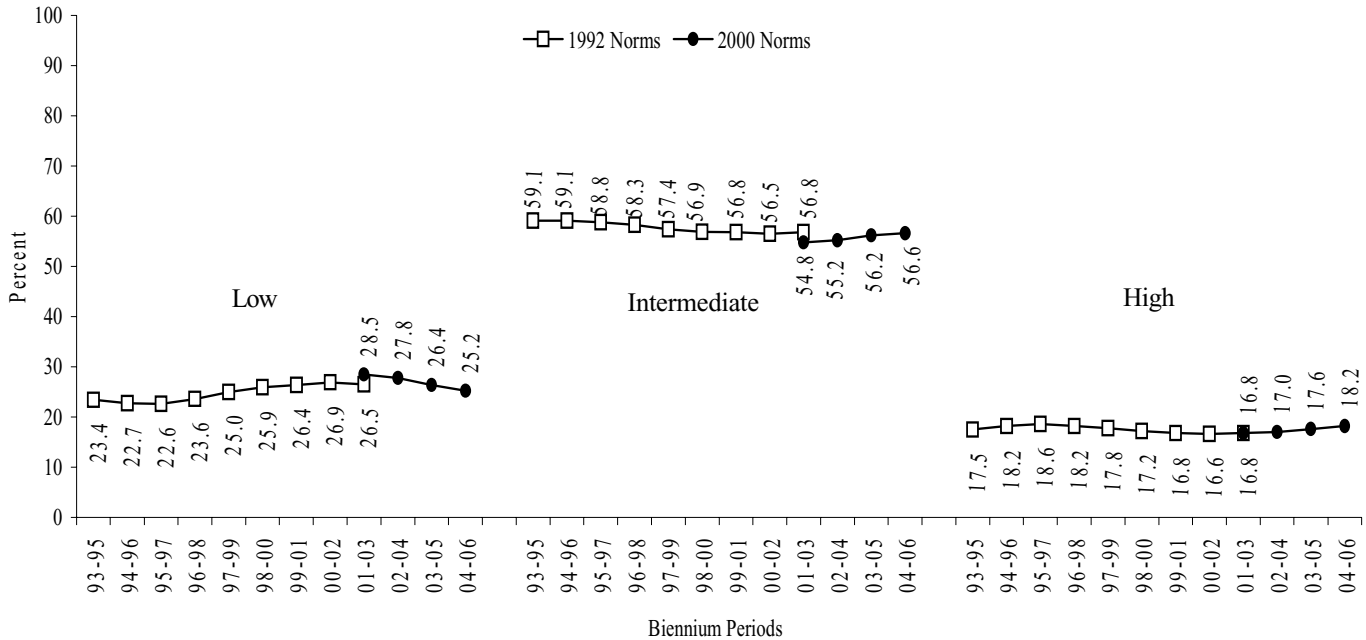 100
90
80
70
60
50
40
30
20
10
0
Percent
1992 Norms 2000 Norms
Low
23.4 22.7 22.6 23.6 25.0 25.9 26.4 26.9 26.5
28.5 27.8 26.4 25.2
Intermediate
59.1 59.1 58.8 58.3 57.4 56.9 56.8 56.5 56.8
54.8 55.2 56.2 56.6
High
17.5 18.2 18.6 18.2 17.8 17.2 16.8 16.6 16.8
16.8 17.0 17.6 18.2
93-95 94-96 95-97 96-98 97-99 98-00 99-01 00-02 01-03 02-04 03-05 04-06
93-95 94-96 95-97 96-98 97-99 98-00 99-01 00-02 01-03 02-04 03-05 04-06
93-95 94-96 95-97 96-98 97-99 98-00 99-01 00-02 01-03 02-04 03-05 04-06
Biennium Periods